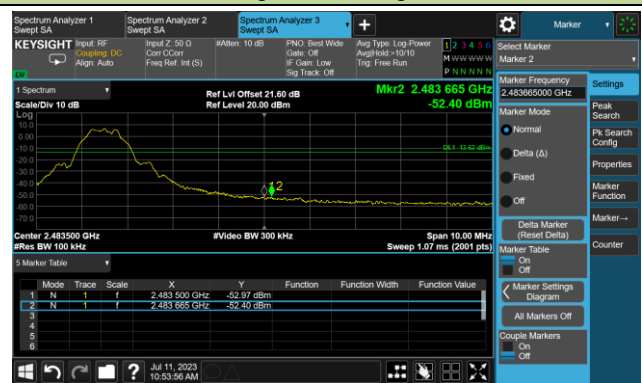 Spectrum Analyzer 1
Swept SA
Spectrum Analyzer 2
Swept SA
Spectrum Analyzer 3
Swept SA
Marker
KEYSIGHT
Input: RF
Coupling: DC
Align: Auto
Input Z: 50 Ω
Corr CCorr
Freq Ref: Int (S)
#Atten: 10 dB
PNO: Best Wide
Gate: Off
IF Gain: Low
Sig Track: Off
Avg Type: Log-Power
Avg|Hold:>10/10
Trig: Free Run
1 2 3 4 5 6
M W W W W W
P N N N N N
LW
Select Marker
Marker 2
1 Spectrum
Scale/Div 10 dB
Ref Lvl Offset 21.60 dB
Ref Level 20.00 dBm
Mkr2 2.483 665 GHz
-52.40 dBm
Log
10.0
0.00
-10.0
-20.0
-30.0
-40.0
-50.0
-60.0
-70.0
DL1 -13.62 dBm
1 2
Center 2.483500 GHz
#Res BW 100 kHz
#Video BW 300 kHz
Span 10.00 MHz
Sweep 1.07 ms (2001 pts)
5 Marker Table
Mode Trace Scale X Y Function Function Width Function Value
1 N 1 f 2.483 500 GHz -52.97 dBm
2 N 1 f 2.483 665 GHz -52.40 dBm
3
4
5
6
Marker Frequency
2.483665000 GHz
Marker Mode
Normal
Delta (Δ)
Fixed
Off
Delta Marker
(Reset Delta)
Marker Table
On
Off
Marker Settings
Diagram
All Markers Off
Couple Markers
On
Off
Settings
Peak
Search
Pk Search
Config
Properties
Marker
Function
Marker→
Counter
Jul 11, 2023
10:53:56 AM